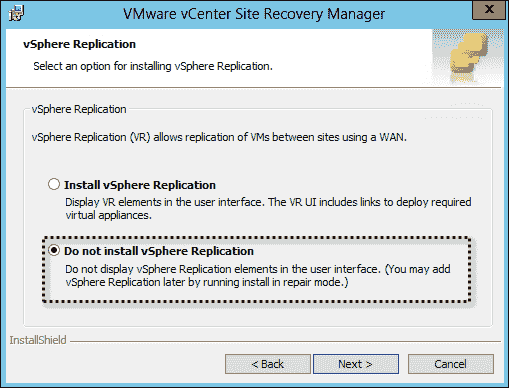 VMware vCenter Site Recovery Manager
X
vSphere Replication
Select an option for installing vSphere Replication.
vSphere Replication
vSphere Replication (VR) allows replication of VMs between sites using a WAN.
Install vSphere Replication
Display VR elements in the user interface. The VR UI includes links to deploy required
virtual appliances.
Do not install vSphere Replication
Do not display vSphere Replication elements in the user interface. (You may add
vSphere Replication later by running install in repair mode.)
InstallShield
< Back
Next >
Cancel